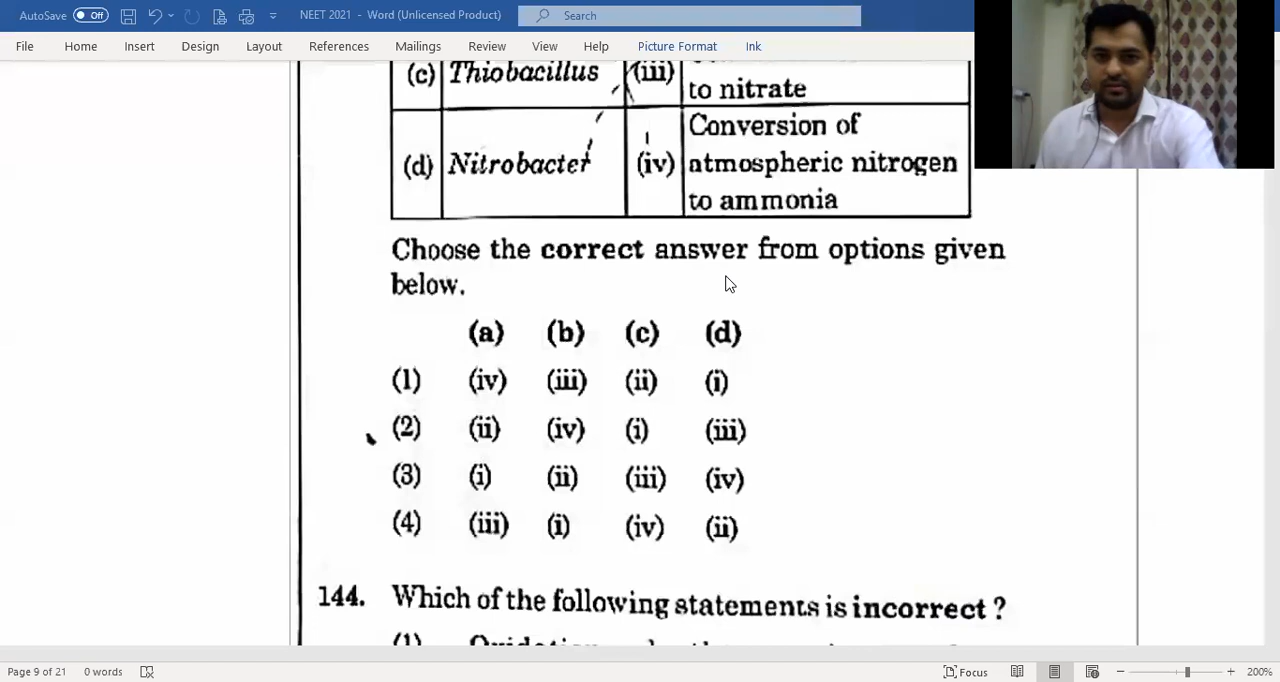 AutoSave Off NEET 2021 - Word (Unlicensed Product) Search
File Home Insert Design Layout References Mailings Review View Help Picture Format Ink
(c) Thiobacillus (iii)
to nitrate
(d) Nitrobacter (iv) Conversion of
atmospheric nitrogen
to ammonia
Choose the correct answer from options given
below.
(a) (b) (c) (d)
(1) (iv) (iii) (ii) (i)
(2) (ii) (iv) (i) (iii)
(3) (i) (ii) (iii) (iv)
(4) (iii) (i) (iv) (ii)
144. Which of the following statements is incorrect ?
Page 9 of 21 0 words Focus 200%